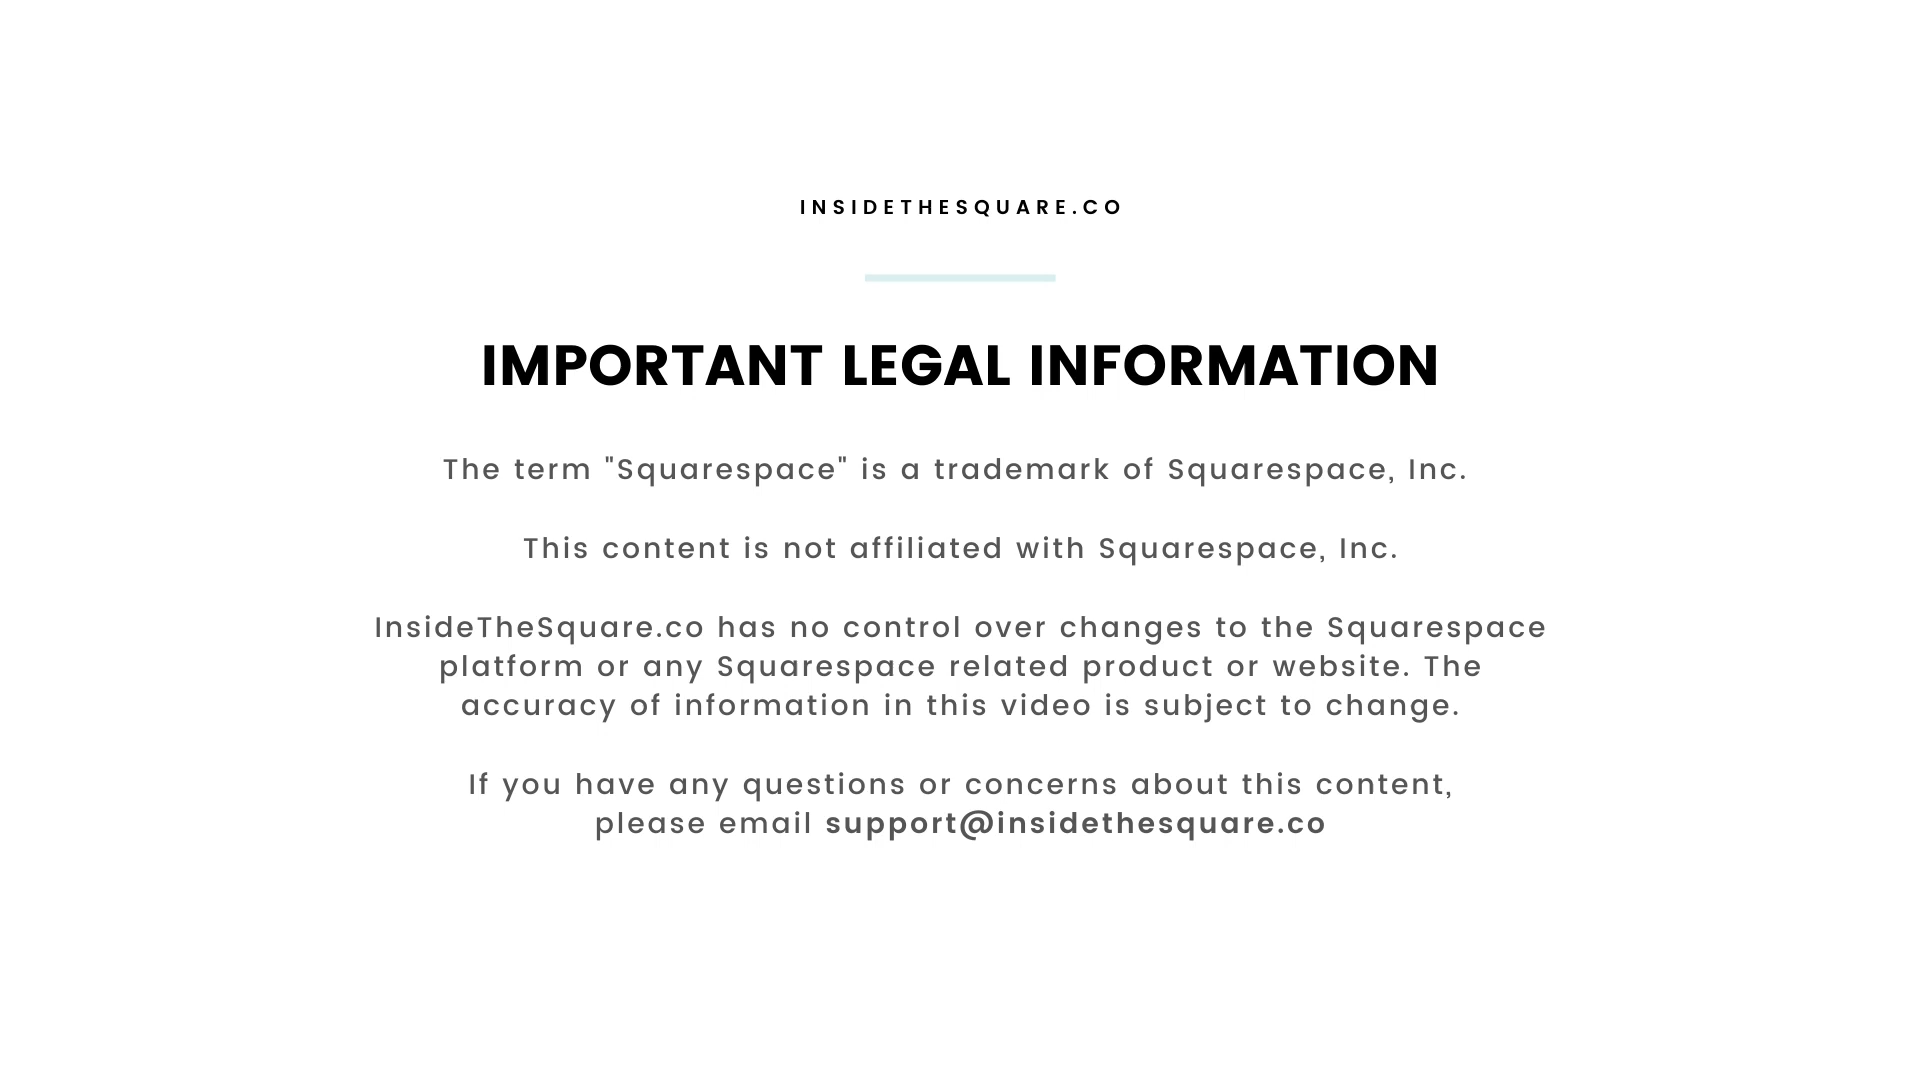 INSIDETHESQUARE.CO
IMPORTANT LEGAL INFORMATION
The term "Squarespace" is a trademark of Squarespace, Inc.
This content is not affiliated with Squarespace, Inc.
InsideTheSquare.co has no control over changes to the Squarespace
platform or any Squarespace related product or website. The
accuracy of information in this video is subject to change.
If you have any questions or concerns about this content,
please email support@insidethesquare.co